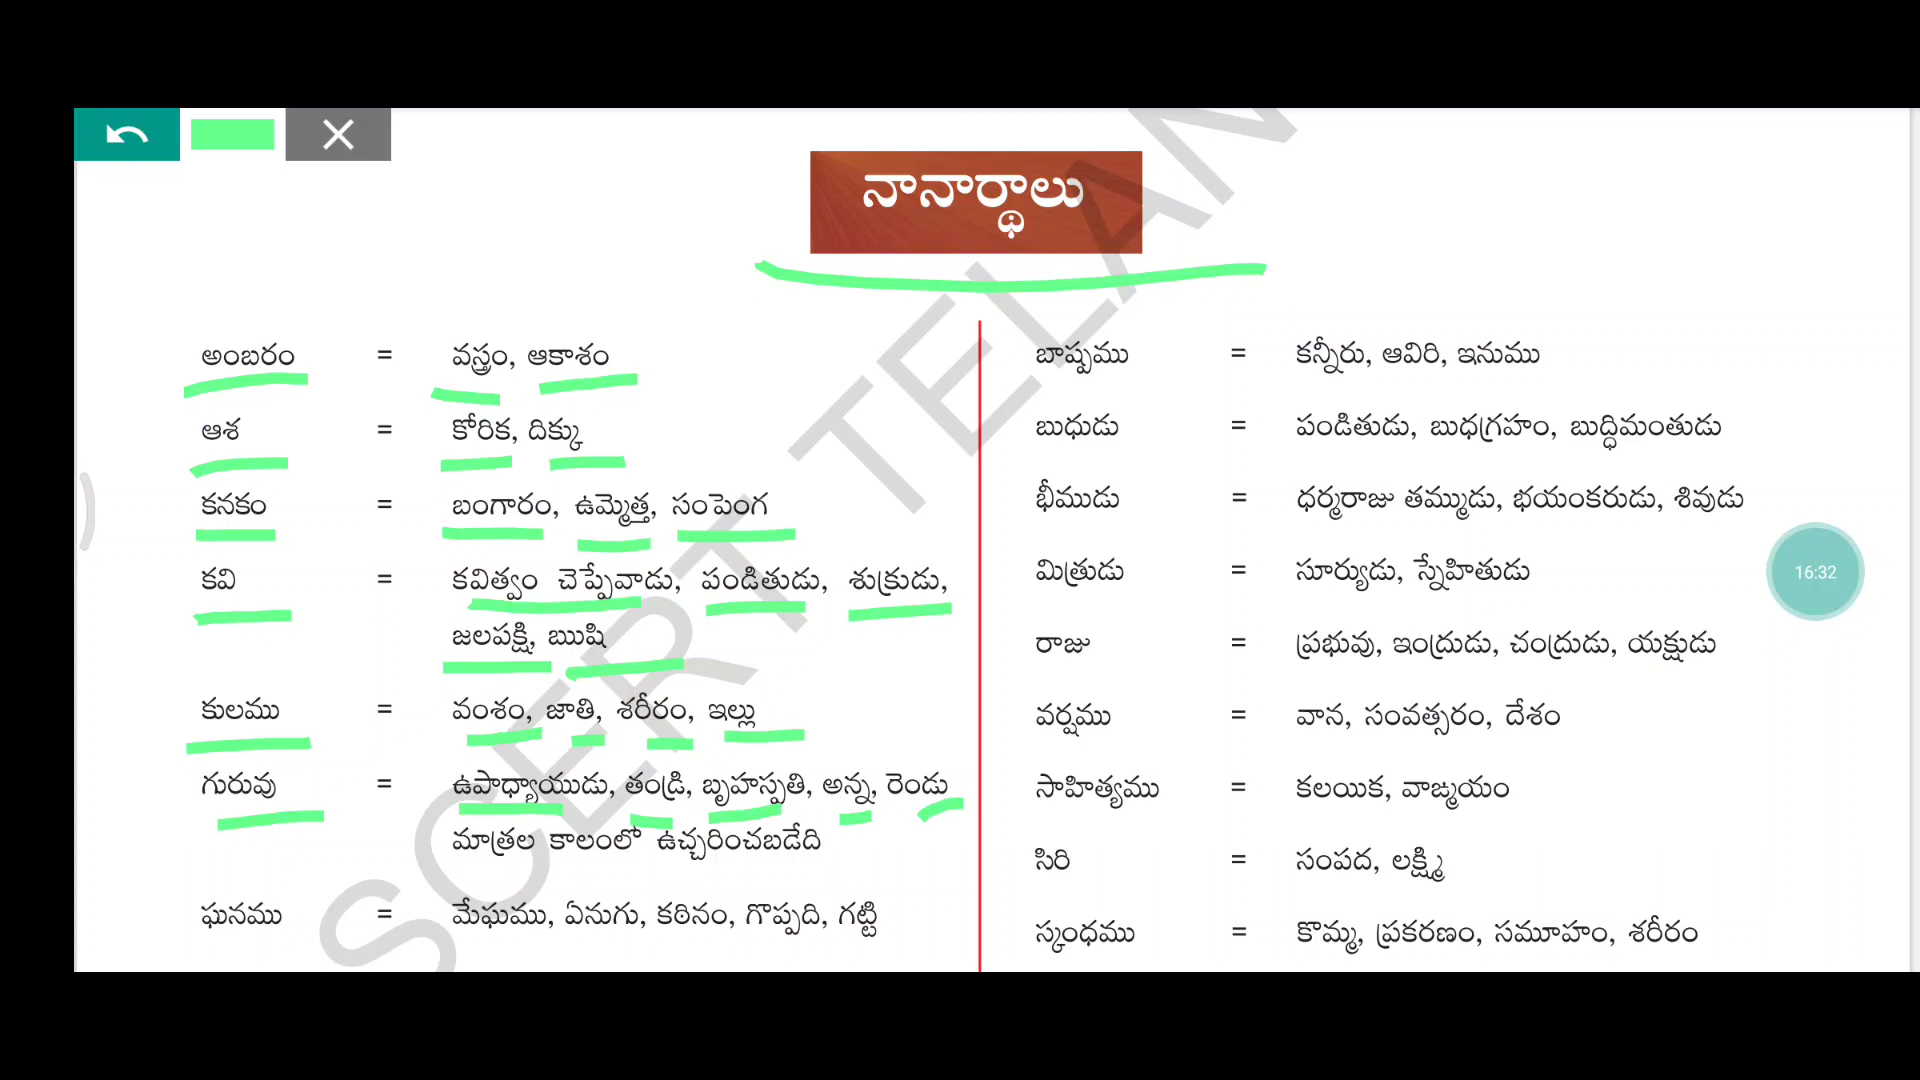 నానార్థాలు
అంబరం = వస్త్రం, ఆకాశం
ఆశ = కోరిక, దిక్కు
కనకం = బంగారం, ఉమ్మెత్త, సంపెంగ
కవి = కవిత్వం చెప్పేవాడు, పండితుడు, శుక్రుడు,
జలపక్షి, ఋషి
కులము = వంశం, జాతి, శరీరం, ఇల్లు
గురువు = ఉపాధ్యాయుడు, తండ్రి, బృహస్పతి, అన్న, రెండు
మాత్రల కాలంలో ఉచ్చరించబడేది
ఘనము = మేఘము, ఏనుగు, కఠినం, గొప్పది, గట్టి
బాష్పము = కన్నీరు, ఆవిరి, ఇనుము
బుధుడు = పండితుడు, బుధగ్రహం, బుద్ధిమంతుడు
భీముడు = ధర్మరాజు తమ్ముడు, భయంకరుడు, శివుడు
మిత్రుడు = సూర్యుడు, స్నేహితుడు
రాజు = ప్రభువు, ఇంద్రుడు, చంద్రుడు, యక్షుడు
వర్షము = వాన, సంవత్సరం, దేశం
సాహిత్యము = కలయిక, వాఙ్మయం
సిరి = సంపద, లక్ష్మి
స్కంధము = కొమ్మ, ప్రకరణం, సమూహం, శరీరం
16:32
SCERT TELAN